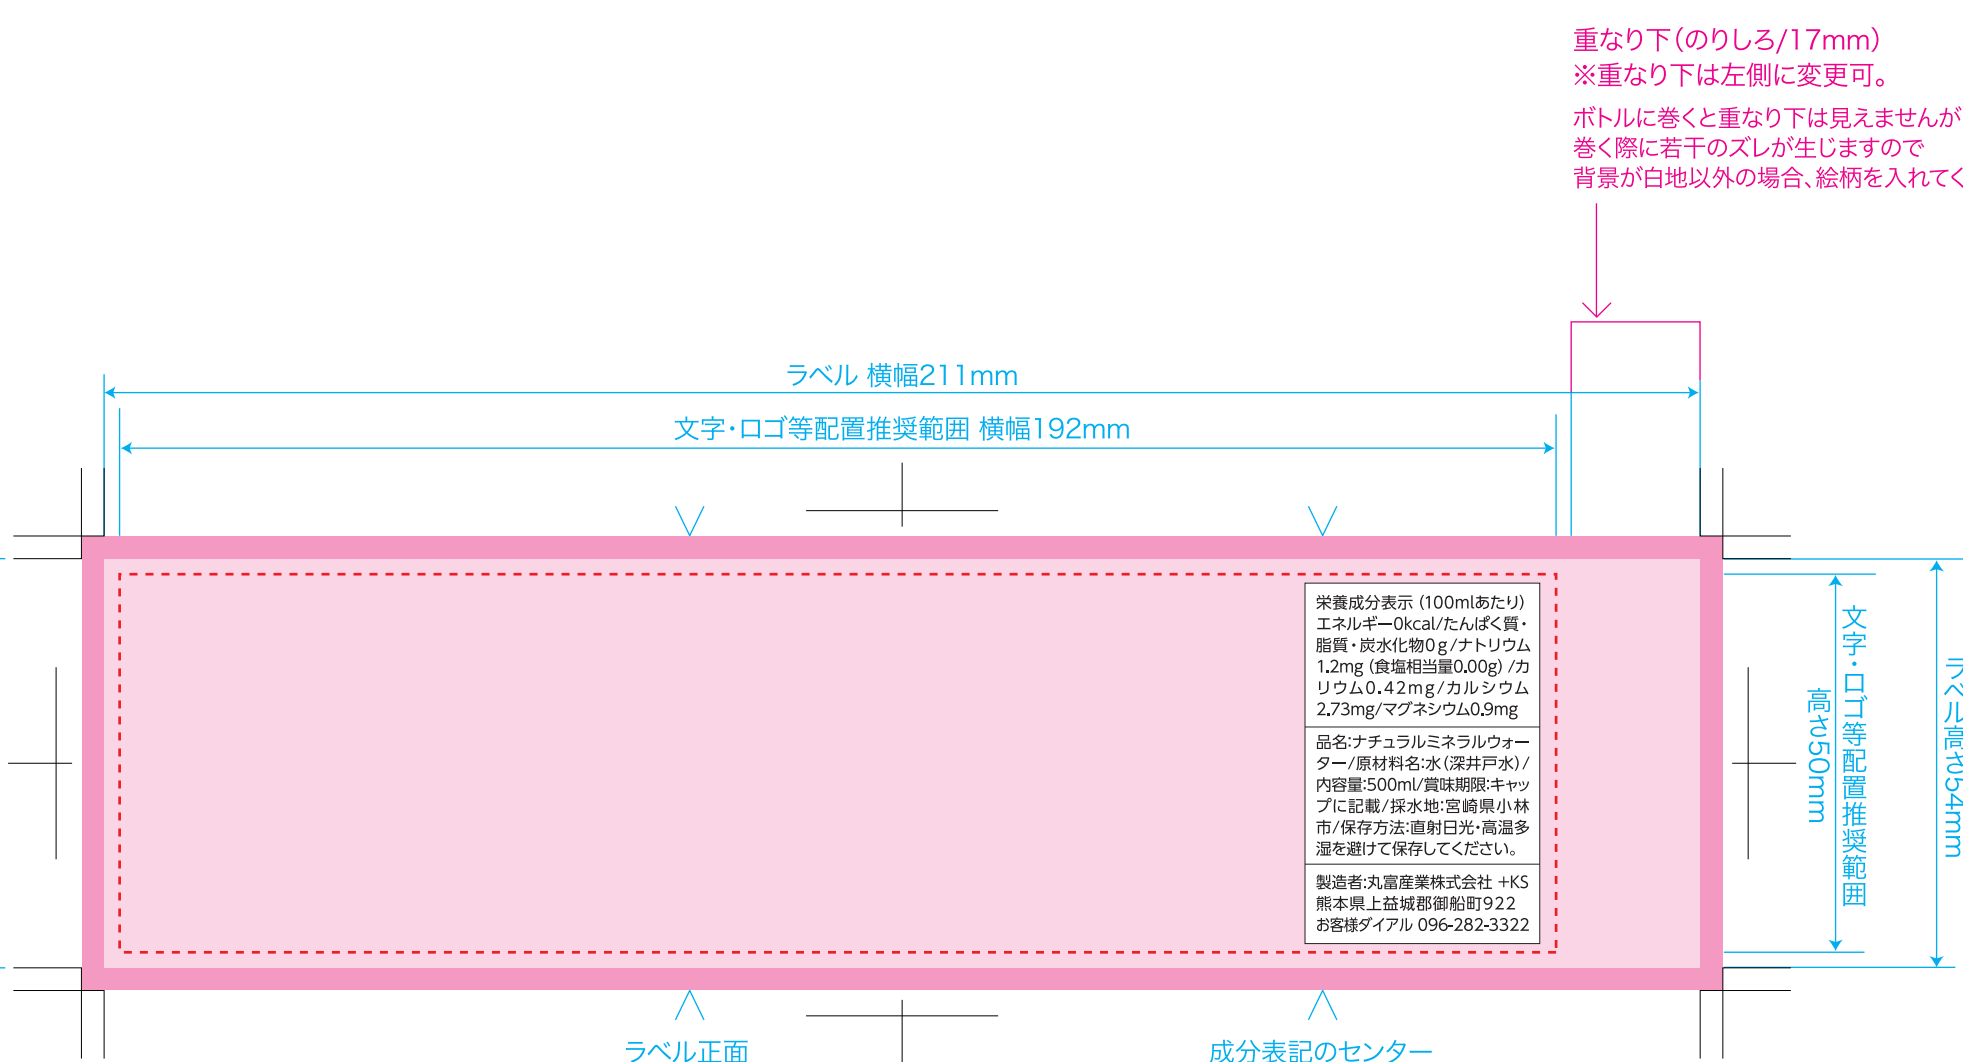 重なり下(のりしろ/17mm)
※重なり下は左側に変更可。
ボトルに巻くと重なり下は見えませんが
巻く際に若干のズレが生じますので
背景が白地以外の場合、絵柄を入れてく
ラベル 横幅211mm
文字・ロゴ等配置推奨範囲 横幅192mm
栄養成分表示 (100mlあたり)
エネルギー0kcal/たんぱく質・
脂質・炭水化物0g/ナトリウム
1.2mg (食塩相当量0.00g) /カ
リウム0.42mg/カルシウム
2.73mg/マグネシウム0.9mg
品名:ナチュラルミネラルウォー
ター/原材料名:水(深井戸水)/
内容量:500ml/賞味期限:キャッ
プに記載/採水地:宮崎県小林
市/保存方法:直射日光・高温多
湿を避けて保存してください。
製造者:丸富産業株式会社 +KS
熊本県上益城郡御船町922
お客様ダイアル 096-282-3322
文字・ロゴ等配置推奨範囲
高さ50mm
ラベル高さ54mm
ラベル正面
成分表記のセンター